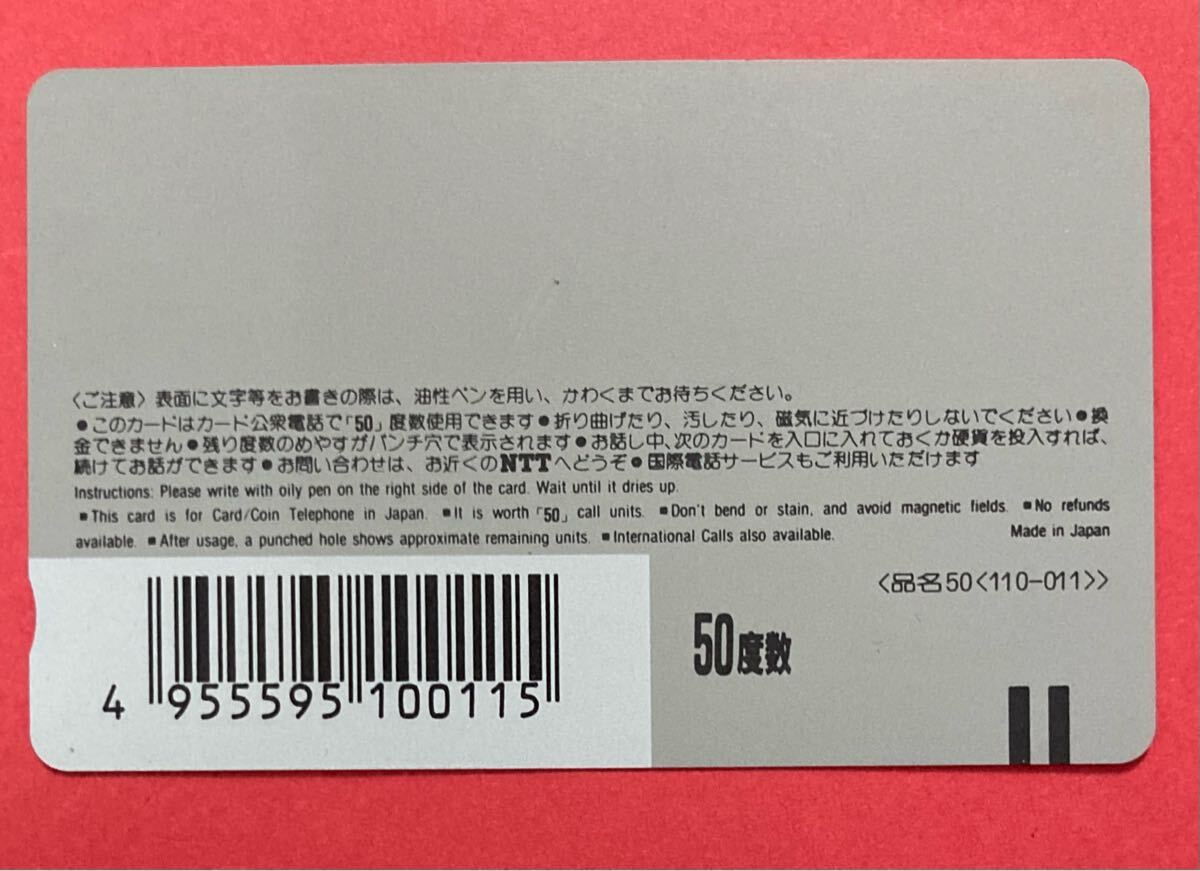 〈ご注意〉表面に文字等をお書きの際は、油性ペンを用い、かわくまでお待ちください。
●このカードはカード公衆電話で「50」度数使用できます●折り曲げたり、汚したり、磁気に近づけたりしないでください●換
金できません●残り度数のめやすがパンチ穴で表示されます●お話し中、次のカードを入口に入れておくか硬貨を投入すれば、
続けてお話ができます●お問い合わせは、お近くのNTTへどうぞ●国際電話サービスもご利用いただけます
Instructions: Please write with oily pen on the right side of the card. Wait until it dries up.
■This card is for Card/Coin Telephone in Japan. ■It is worth「50」call units. ■Don't bend or stain, and avoid magnetic fields. ■No refunds
available. ■After usage, a punched hole shows approximate remaining units. ■International Calls also available. Made in Japan
〈品名50〈110-011〉〉
50度数
4 955595 100115